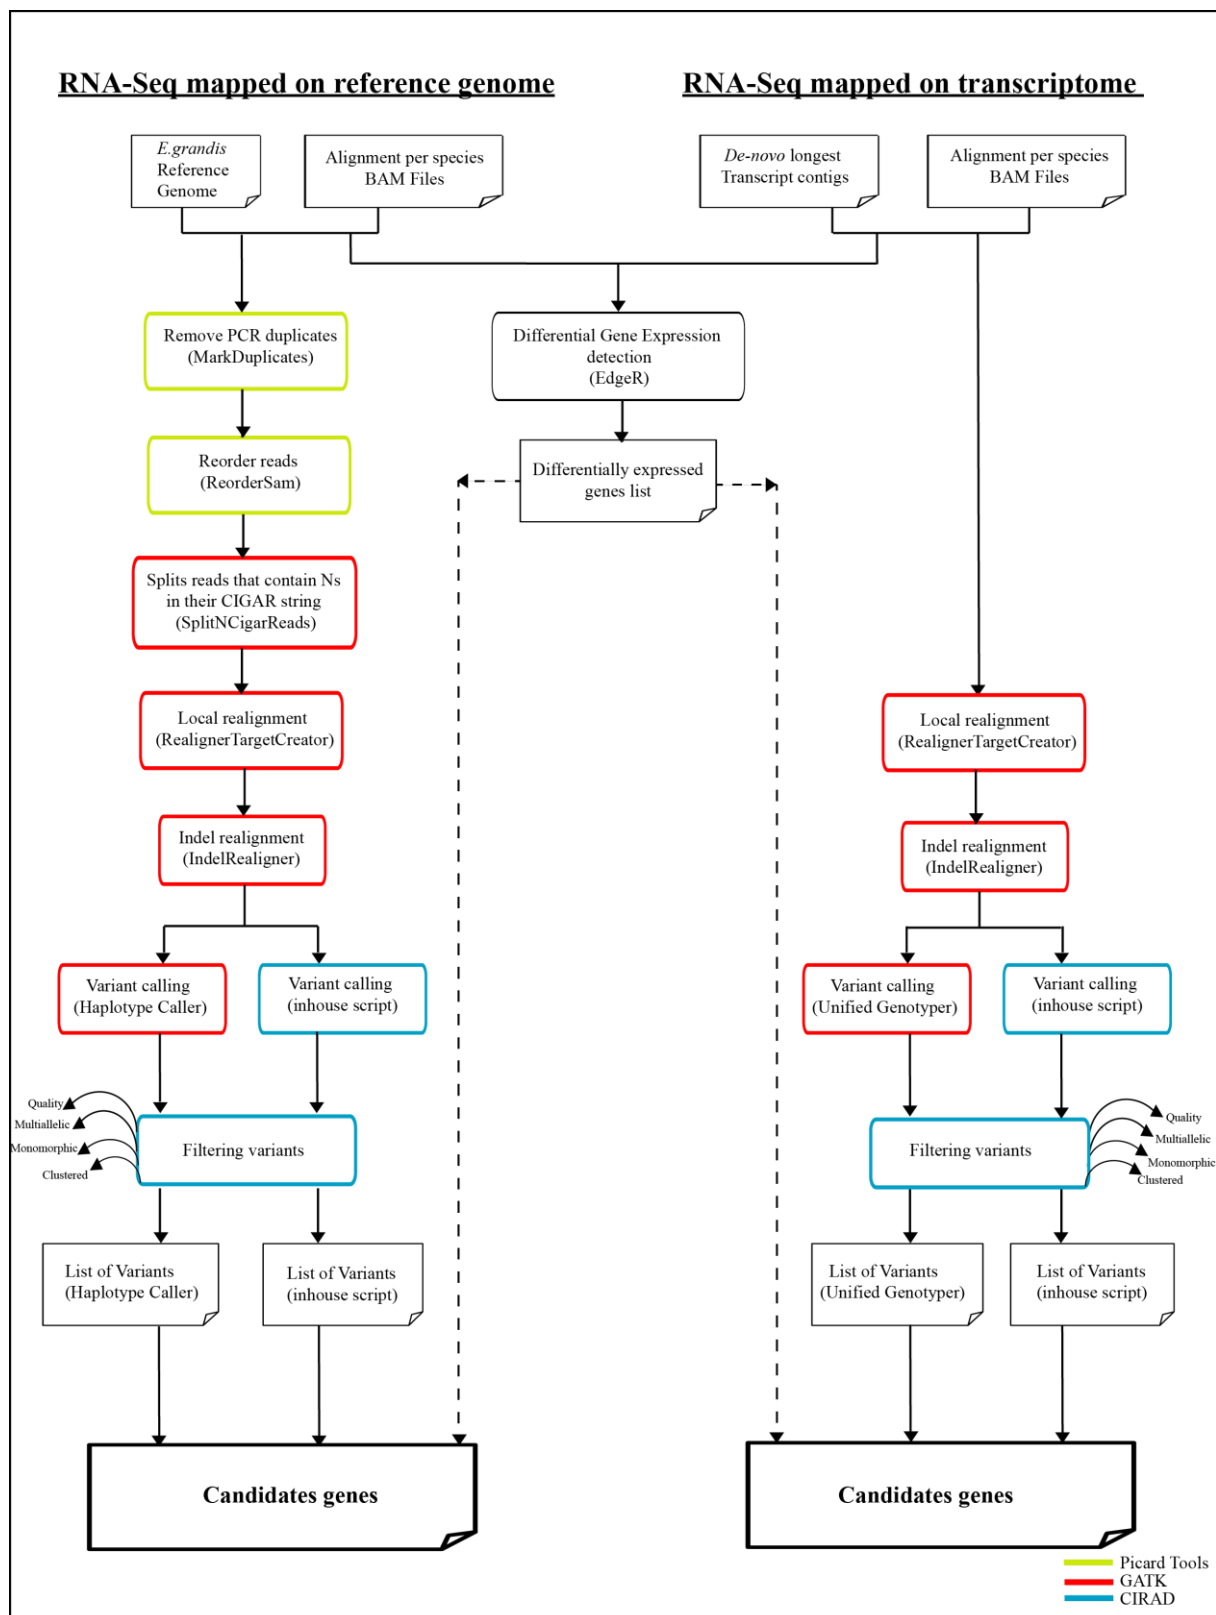 RNA-Seq mapped on reference genome
RNA-Seq mapped on transcriptome
E.grandis
Reference
Genome
Alignment per species
BAM Files
De-novo longest
Transcript contigs
Alignment per species
BAM Files
Remove PCR duplicates
(MarkDuplicates)
Differential Gene Expression
detection
(EdgeR)
Reorder reads
(ReorderSam)
Differentially expressed
genes list
Splits reads that contain Ns
in their CIGAR string
(SplitNCigarReads)
Local realignment
(RealignerTargetCreator)
Local realignment
(RealignerTargetCreator)
Indel realignment
(IndelRealigner)
Indel realignment
(IndelRealigner)
Variant calling
(Haplotype Caller)
Variant calling
(inhouse script)
Variant calling
(Unified Genotyper)
Variant calling
(inhouse script)
Quality
Multiallelic
Monomorphic
Clustered
Filtering variants
Filtering variants
Quality
Multiallelic
Monomorphic
Clustered
List of Variants
(Haplotype Caller)
List of Variants
(inhouse script)
List of Variants
(Unified Genotyper)
List of Variants
(inhouse script)
Candidates genes
Candidates genes
Picard Tools
GATK
CIRAD